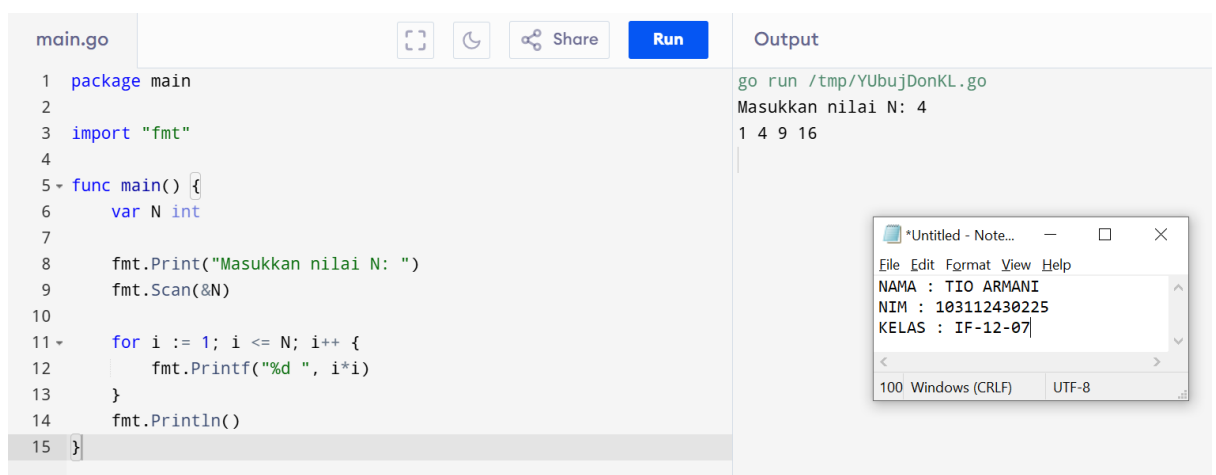 main.go
Share
Run
Output
1 package main
2
3 import "fmt"
4
5 func main() {
6     var N int
7
8     fmt.Print("Masukkan nilai N: ")
9     fmt.Scan(&N)
10
11     for i := 1; i <= N; i++ {
12         fmt.Printf("%d ", i*i)
13     }
14     fmt.Println()
15 }
go run /tmp/YUbujDonKL.go
Masukkan nilai N: 4
1 4 9 16
*Untitled - Note...
File Edit Format View Help
NAMA : TIO ARMANI
NIM : 103112430225
KELAS : IF-12-07
100 Windows (CRLF) UTF-8